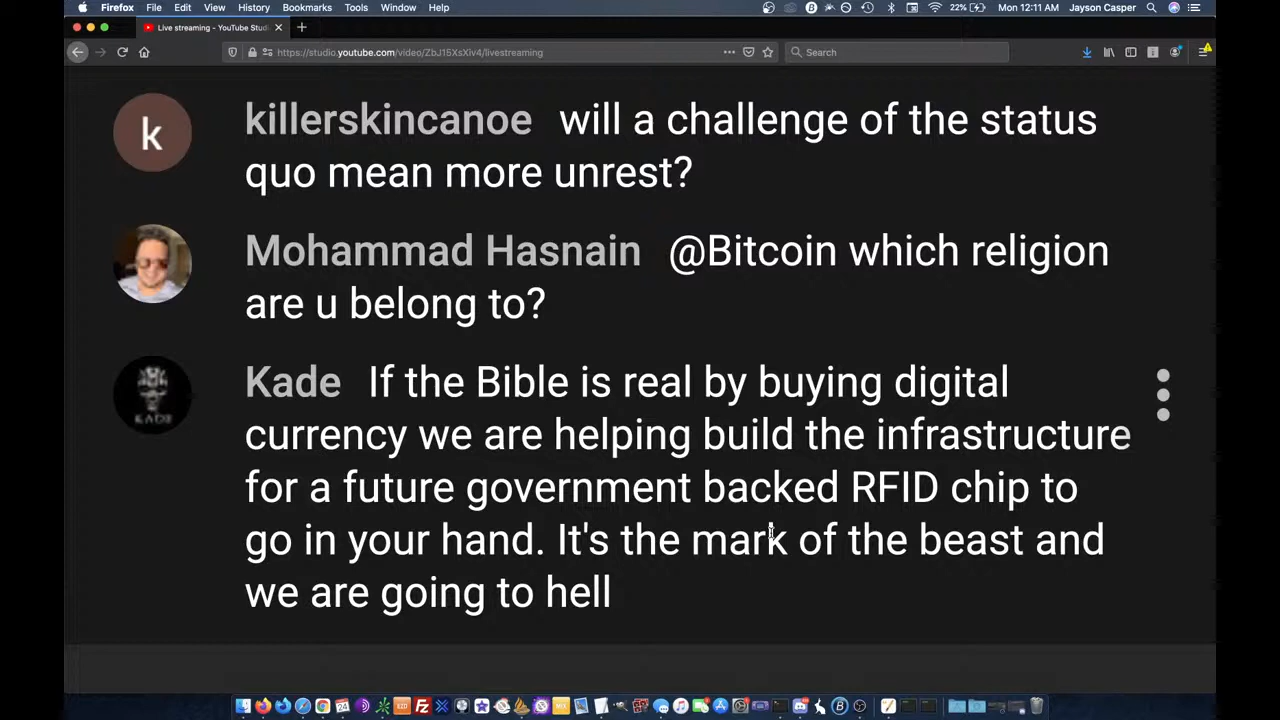 Firefox File Edit View History Bookmarks Tools Window Help 22% Mon 12:11 AM Jayson Casper
Live streaming - YouTube Studi
https://studio.youtube.com/video/ZbJ15XsXiv4/livestreaming Search
killerskincanoe will a challenge of the status
quo mean more unrest?
k
Mohammad Hasnain @Bitcoin which religion
are u belong to?
Kade If the Bible is real by buying digital
currency we are helping build the infrastructure
KADE
for a future government backed RFID chip to
go in your hand. It's the mark of the beast and
we are going to hell